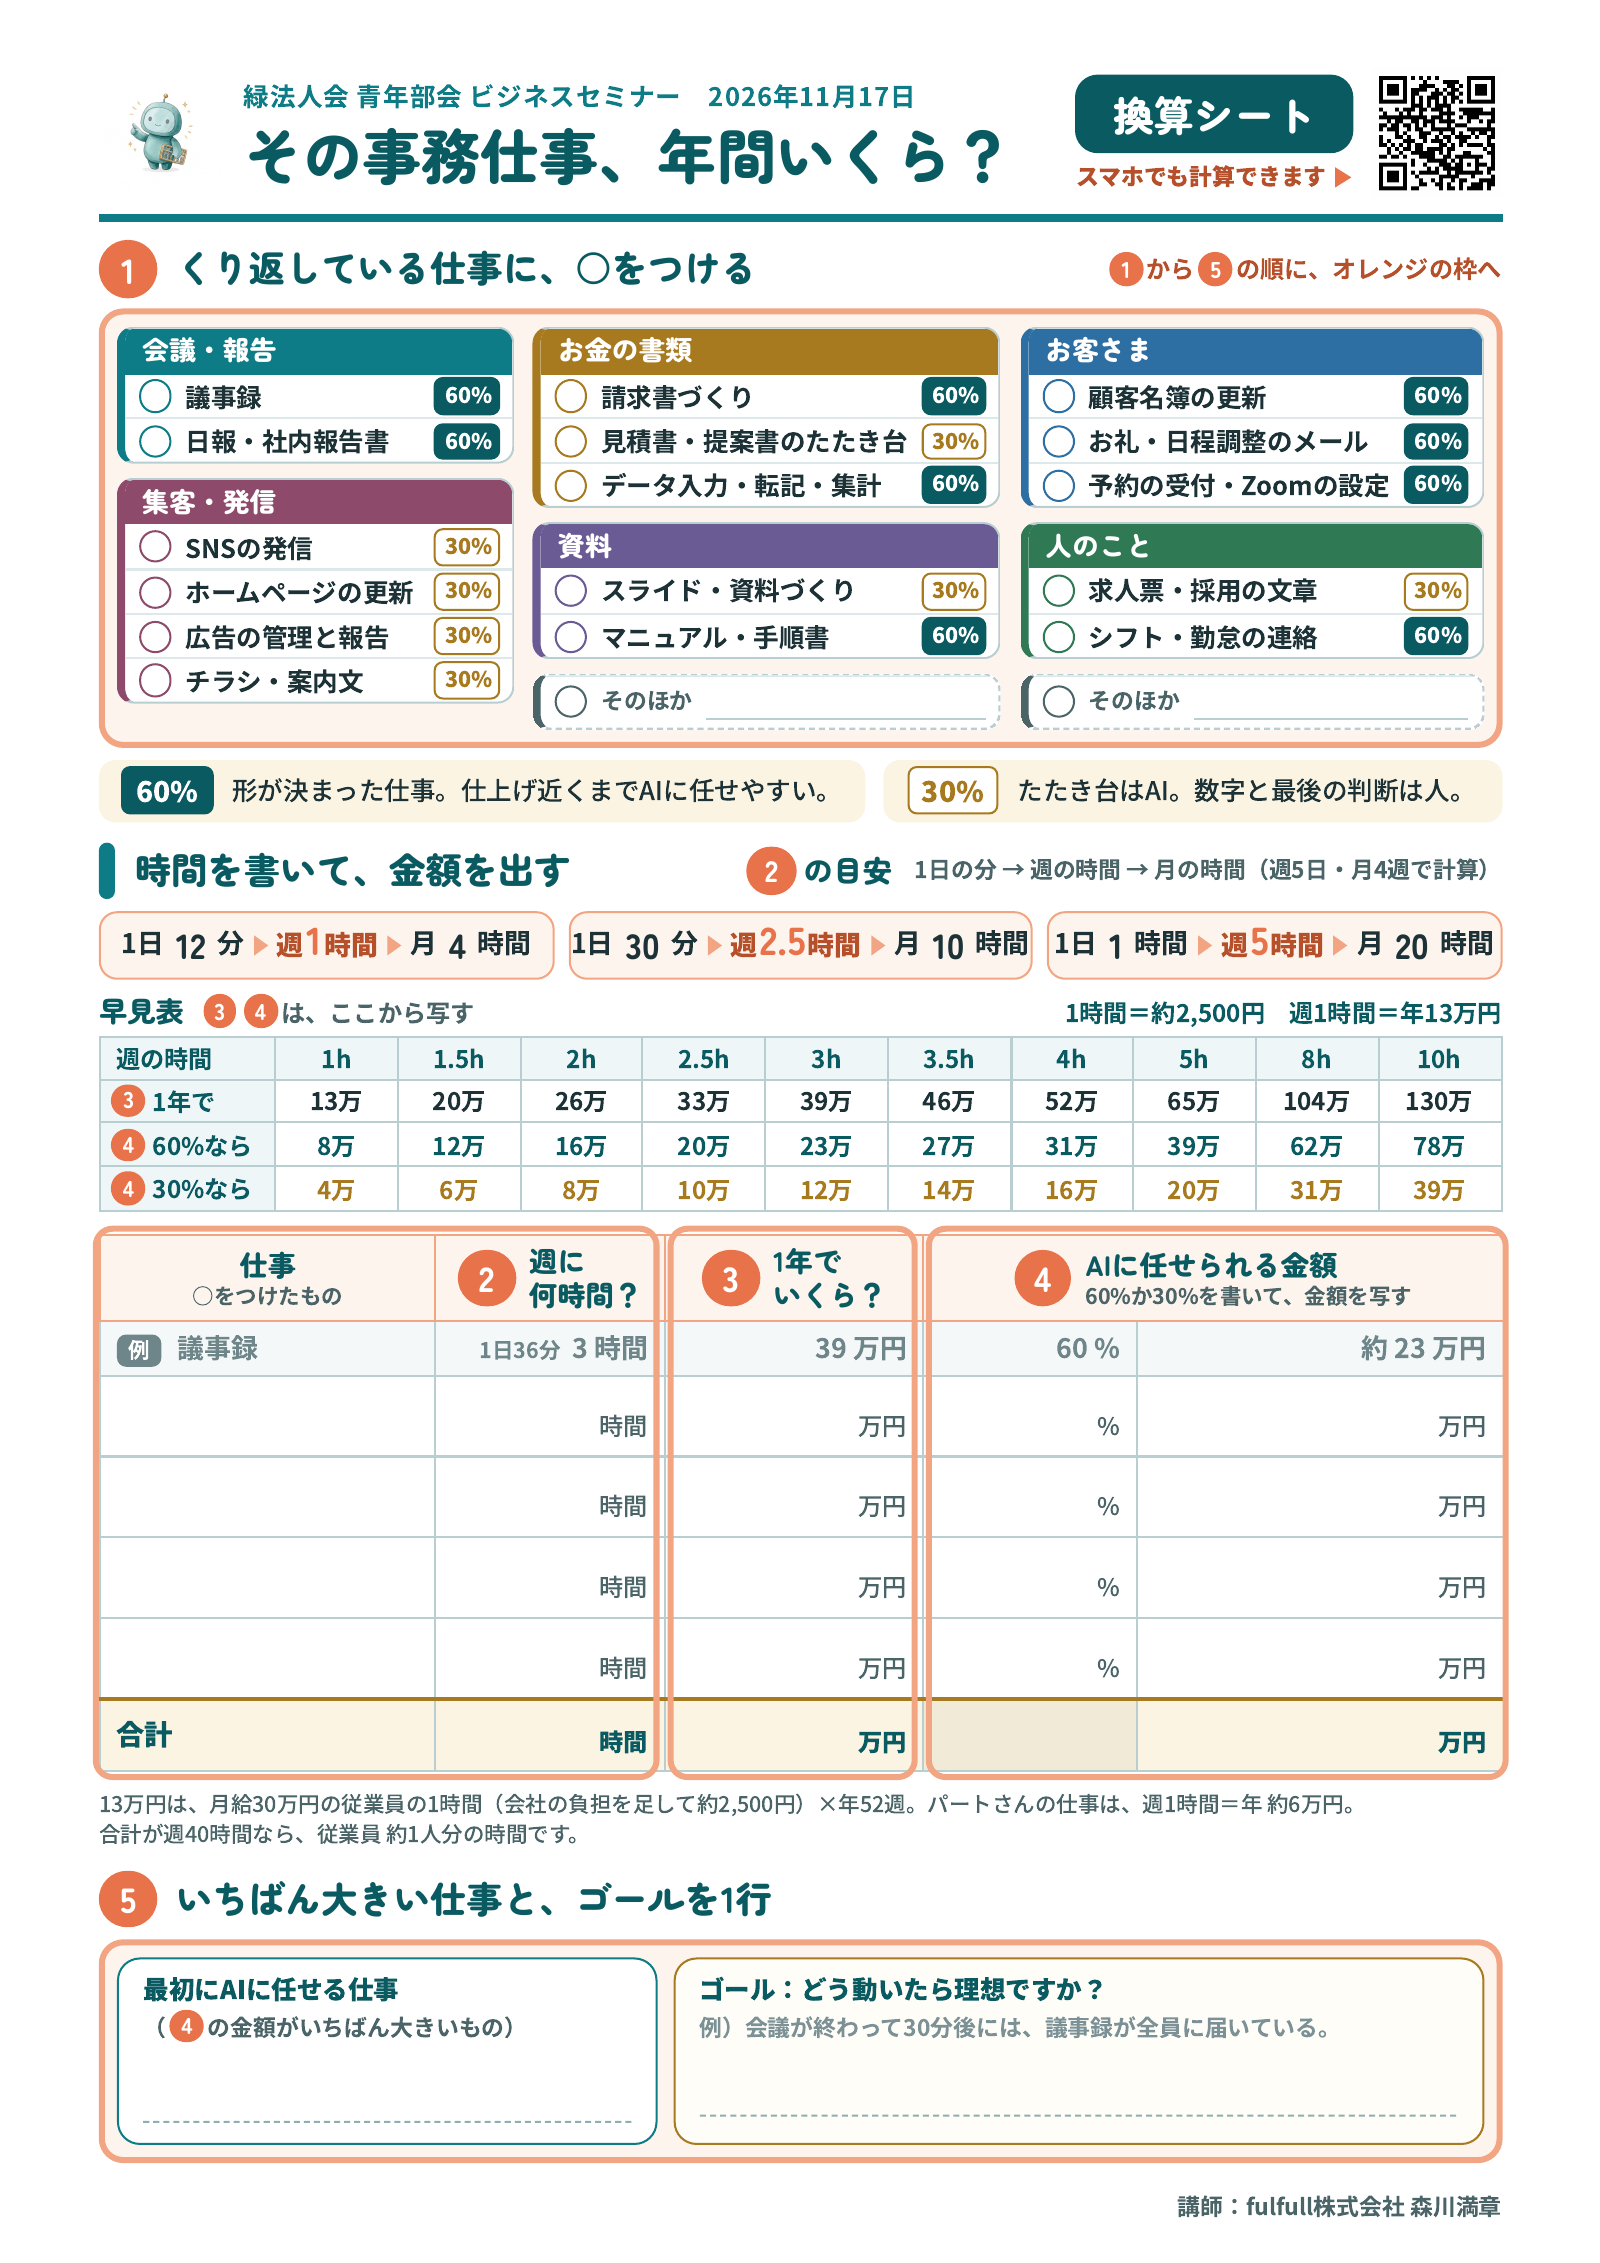 緑法人会 青年部会 ビジネスセミナー　2026年11月17日
その事務仕事、年間いくら？
換算シート
スマホでも計算できます ▶
1 くり返している仕事に、○をつける
1から5の順に、オレンジの枠へ
会議・報告
議事録 60%
日報・社内報告書 60%
集客・発信
SNSの発信 30%
ホームページの更新 30%
広告の管理と報告 30%
チラシ・案内文 30%
お金の書類
請求書づくり 60%
見積書・提案書のたたき台 30%
データ入力・転記・集計 60%
資料
スライド・資料づくり 30%
マニュアル・手順書 60%
そのほか
お客さま
顧客名簿の更新 60%
お礼・日程調整のメール 60%
予約の受付・Zoomの設定 60%
人のこと
求人票・採用の文章 30%
シフト・勤怠の連絡 60%
そのほか
60% 形が決まった仕事。仕上げ近くまでAIに任せやすい。
30% たたき台はAI。数字と最後の判断は人。
時間を書いて、金額を出す
2 の目安 1日の分 → 週の時間 → 月の時間（週5日・月4週で計算）
1日 12 分 ▶ 週1時間 ▶ 月 4 時間
1日 30 分 ▶ 週2.5時間 ▶ 月 10 時間
1日 1 時間 ▶ 週5時間 ▶ 月 20 時間
早見表 3 4 は、ここから写す
1時間＝約2,500円　週1時間＝年13万円
週の時間 1h 1.5h 2h 2.5h 3h 3.5h 4h 5h 8h 10h
3 1年で 13万 20万 26万 33万 39万 46万 52万 65万 104万 130万
4 60%なら 8万 12万 16万 20万 23万 27万 31万 39万 62万 78万
4 30%なら 4万 6万 8万 10万 12万 14万 16万 20万 31万 39万
仕事
○をつけたもの
2 週に
何時間？
3 1年で
いくら？
4 AIに任せられる金額
60%か30%を書いて、金額を写す
例 議事録 1日36分 3 時間 39 万円 60 % 約 23 万円
時間 万円 % 万円
時間 万円 % 万円
時間 万円 % 万円
時間 万円 % 万円
合計 時間 万円 万円
13万円は、月給30万円の従業員の1時間（会社の負担を足して約2,500円）×年52週。パートさんの仕事は、週1時間＝年 約6万円。
合計が週40時間なら、従業員 約1人分の時間です。
5 いちばん大きい仕事と、ゴールを1行
最初にAIに任せる仕事
（4の金額がいちばん大きいもの）
ゴール：どう動いたら理想ですか？
例）会議が終わって30分後には、議事録が全員に届いている。
講師：fulfull株式会社 森川満章